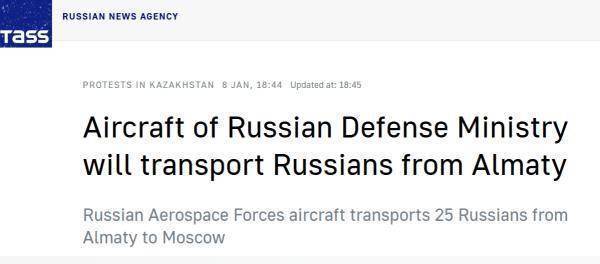 TASS
RUSSIAN NEWS AGENCY
PROTESTS IN KAZAKHSTAN 8 JAN, 18:44 Updated at: 18:45
Aircraft of Russian Defense Ministry
will transport Russians from Almaty
Russian Aerospace Forces aircraft transports 25 Russians from
Almaty to Moscow